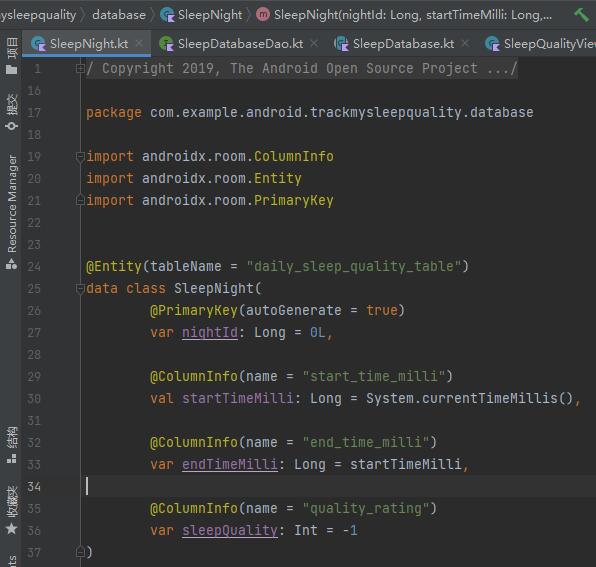 ysleepquality 〉 database 〉 SleepNight 〉 m SleepNight(nightId: Long, startTimeMilli: Long,...
SleepNight.kt × SleepDatabaseDao.kt × SleepDatabase.kt × SleepQualityView
项目
提交
Resource Manager
结构
收藏夹
nts
1 / Copyright 2019, The Android Open Source Project .../
16
17 package com.example.android.trackmysleepquality.database
18
19 import androidx.room.ColumnInfo
20 import androidx.room.Entity
21 import androidx.room.PrimaryKey
22
23
24 @Entity(tableName = "daily_sleep_quality_table")
25 data class SleepNight(
26 @PrimaryKey(autoGenerate = true)
27 var nightId: Long = 0L,
28
29 @ColumnInfo(name = "start_time_milli")
30 val startTimeMilli: Long = System.currentTimeMillis(),
31
32 @ColumnInfo(name = "end_time_milli")
33 var endTimeMilli: Long = startTimeMilli,
34
35 @ColumnInfo(name = "quality_rating")
36 var sleepQuality: Int = -1
37 )